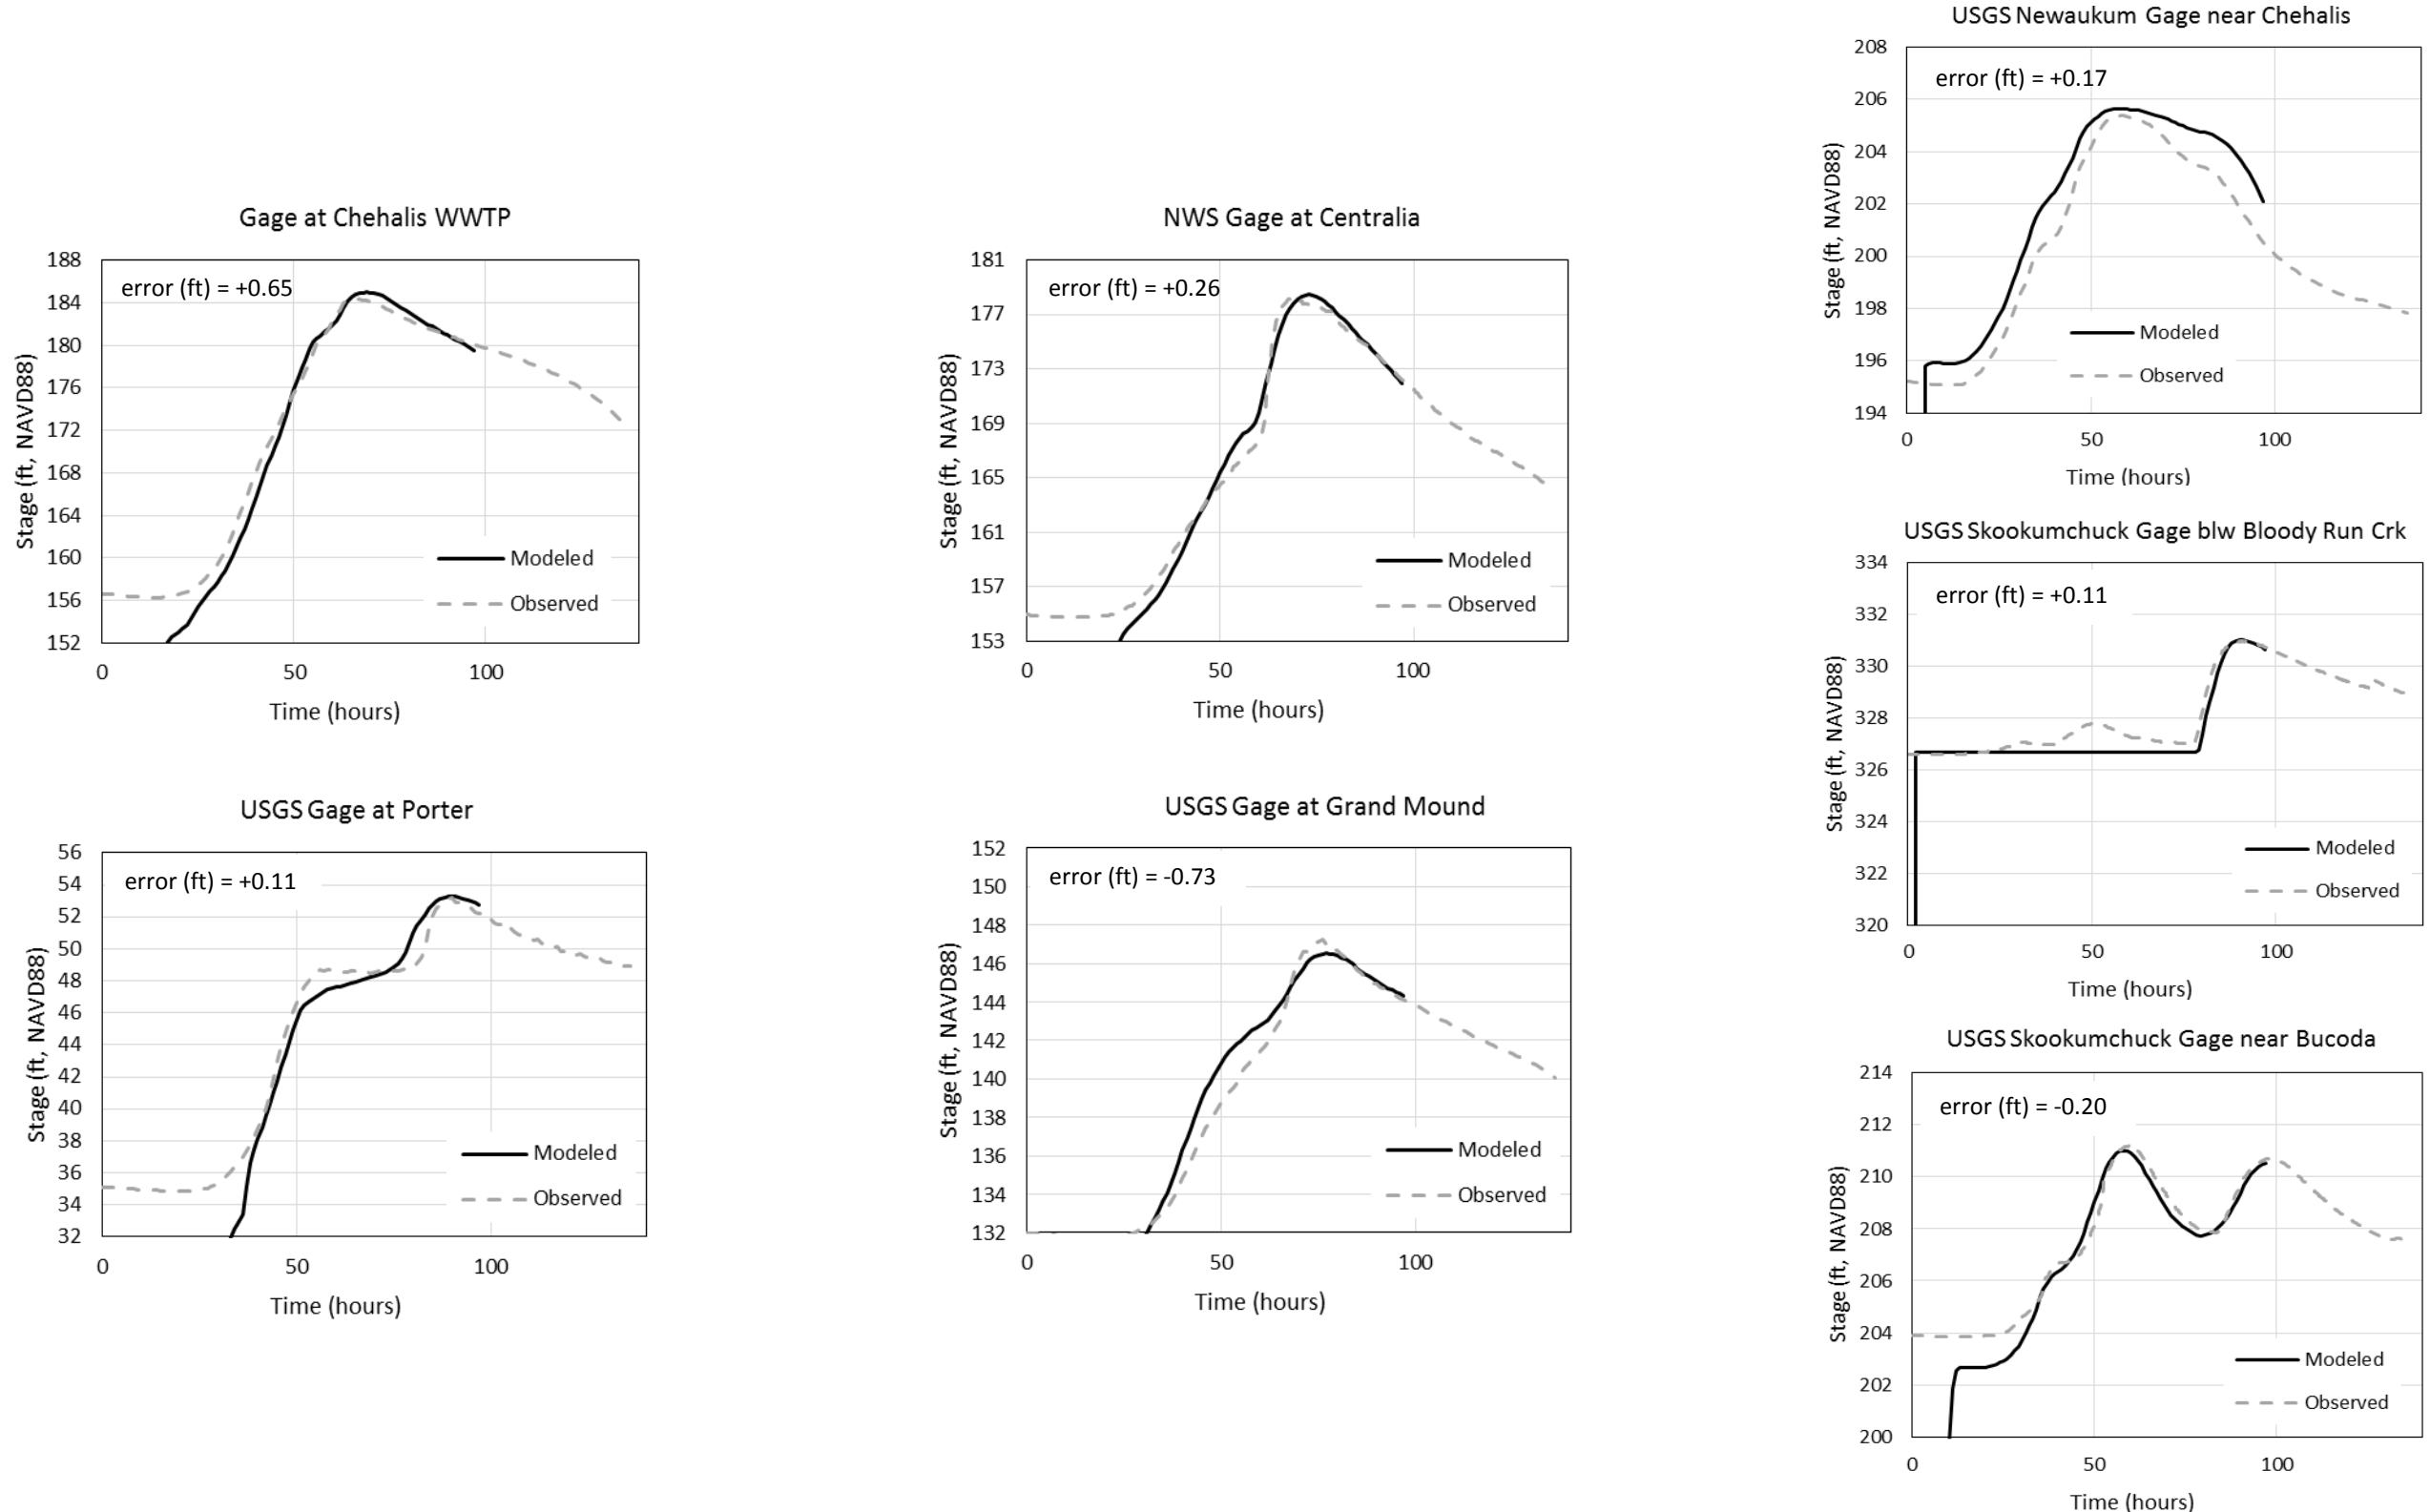 USGS Newaukum Gage near Chehalis
208
error (ft) = +0.17
206
204
202
200
198
196
194
Stage (ft, NAVD88)
Modeled
Observed
0 50 100
Time (hours)
Gage at Chehalis WWTP
188
error (ft) = +0.65
184
180
176
172
168
164
160
156
152
Stage (ft, NAVD88)
Modeled
Observed
0 50 100
Time (hours)
NWS Gage at Centralia
181
error (ft) = +0.26
177
173
169
165
161
157
153
Stage (ft, NAVD88)
Modeled
Observed
0 50 100
Time (hours)
USGS Skookumchuck Gage blw Bloody Run Crk
334
error (ft) = +0.11
332
330
328
326
324
322
320
Stage (ft, NAVD88)
Modeled
Observed
0 50 100
Time (hours)
USGS Gage at Porter
56
error (ft) = +0.11
54
52
50
48
46
44
42
40
38
36
34
32
Stage (ft, NAVD88)
Modeled
Observed
0 50 100
Time (hours)
USGS Gage at Grand Mound
152
error (ft) = -0.73
150
148
146
144
142
140
138
136
134
132
Stage (ft, NAVD88)
Modeled
Observed
0 50 100
Time (hours)
USGS Skookumchuck Gage near Bucoda
214
error (ft) = -0.20
212
210
208
206
204
202
200
Stage (ft, NAVD88)
Modeled
Observed
0 50 100
Time (hours)